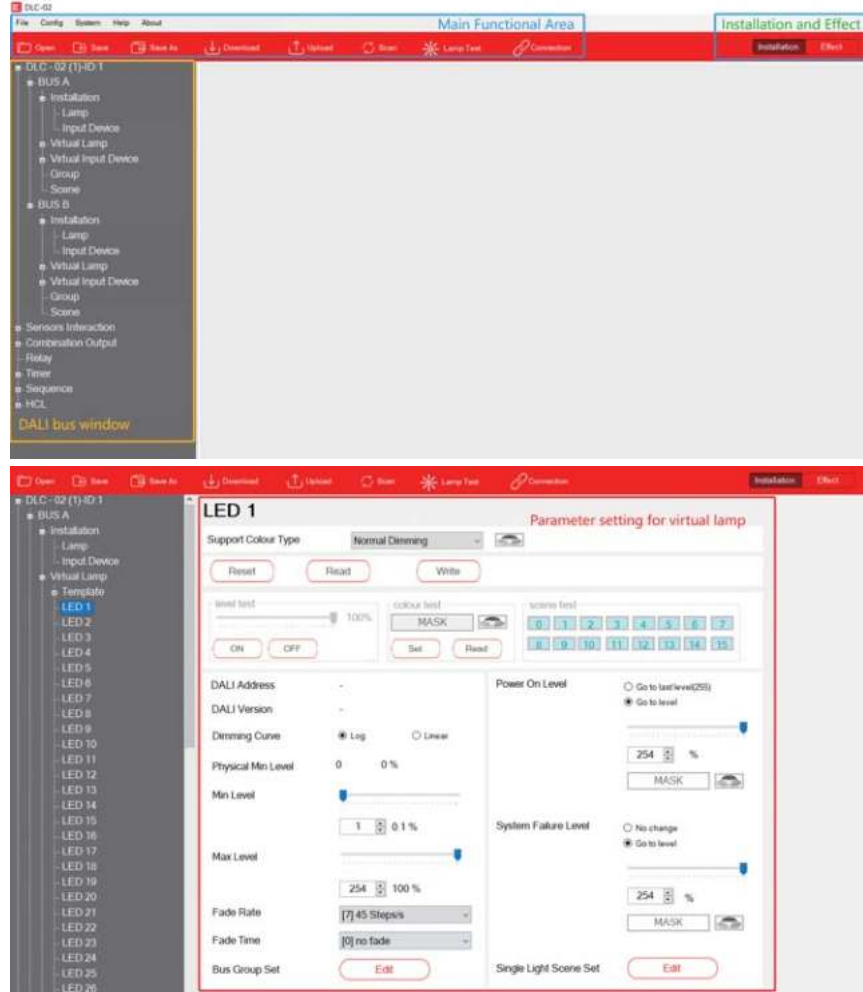 DLC-02
File Config System Help About
Main Functional Area
Installation and Effect
Open Save Save As Download Upload Scan Lamp Test Connection Installation Effect
DLC - 02 (1)-ID:1
BUS A
Installation
Lamp
Input Device
Virtual Lamp
Virtual Input Device
Group
Scene
BUS B
Installation
Lamp
Input Device
Virtual Lamp
Virtual Input Device
Group
Scene
Sensors Interaction
Combination Output
Relay
Timer
Sequence
HCL
DALI bus window
Open Save Save As Download Upload Scan Lamp Test Connection Installation Effect
DLC - 02 (1)-ID:1
BUS A
Installation
Lamp
Input Device
Virtual Lamp
Template
LED 1
LED 2
LED 3
LED 4
LED 5
LED 6
LED 7
LED 8
LED 9
LED 10
LED 11
LED 12
LED 13
LED 14
LED 15
LED 16
LED 17
LED 18
LED 19
LED 20
LED 21
LED 22
LED 23
LED 24
LED 25
LED 26
LED 1
Parameter setting for virtual lamp
Support Colour Type Normal Dimming
Reset Read Write
level test colour test scene test
100% MASK 0 1 2 3 4 5 6 7
ON OFF Set Read 8 9 10 11 12 13 14 15
DALI Address -
DALI Version -
Dimming Curve Log Linear
Physical Min Level 0 0 %
Min Level
1 0.1 %
Max Level
254 100 %
Fade Rate [7] 45 Steps/s
Fade Time [0] no fade
Bus Group Set Edit
Power On Level Go to last level(255)
Go to level
254 %
MASK
System Failure Level No change
Go to level
254 %
MASK
Single Light Scene Set Edit